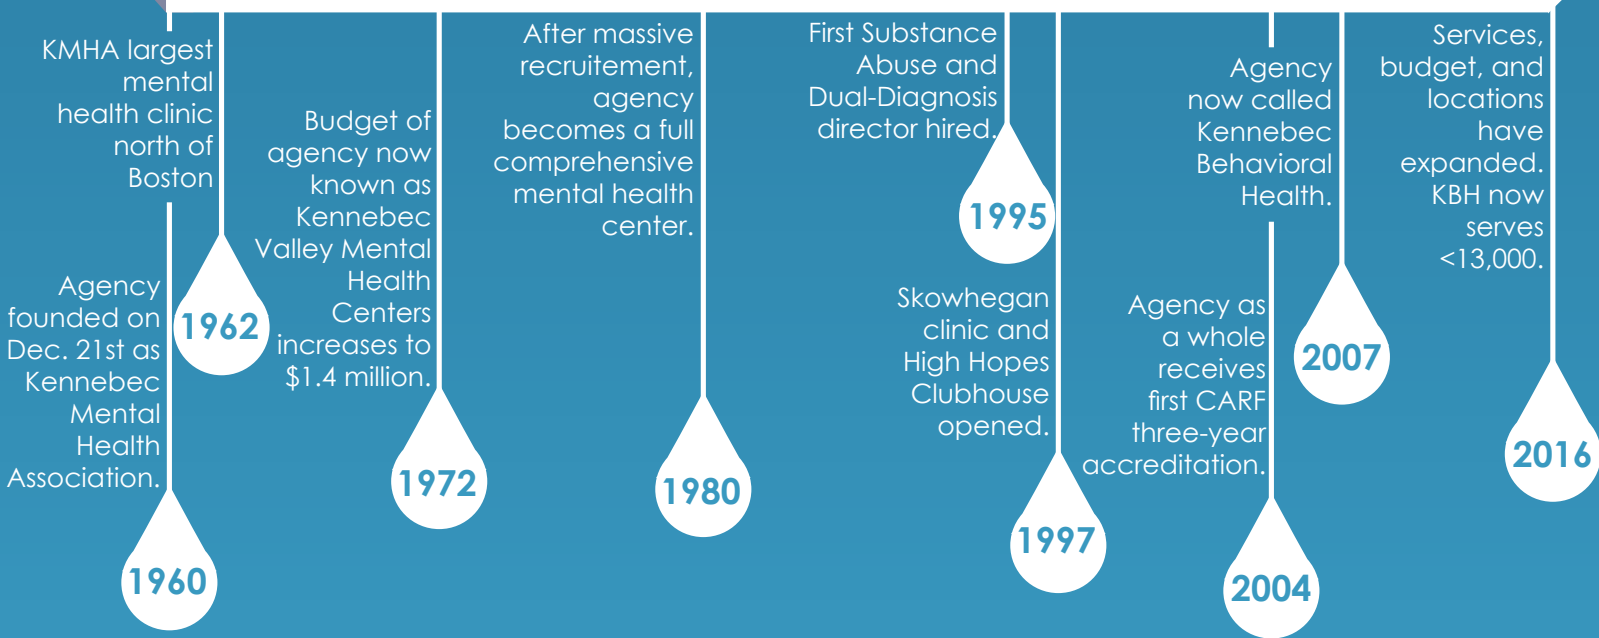 Agency
founded on
Dec. 21st as
Kennebec
Mental
Health
Association.
1960
KMHA largest
mental
health clinic
north of
Boston
1962
Budget of
agency now
known as
Kennebec
Valley Mental
Health
Centers
increases to
$1.4 million.
1972
After massive
recruitement,
agency
becomes a full
comprehensive
mental health
center.
1980
First Substance
Abuse and
Dual-Diagnosis
director hired.
1995
Skowhegan
clinic and
High Hopes
Clubhouse
opened.
1997
Agency as
a whole
receives
first CARF
three-year
accreditation.
2004
Agency
now called
Kennebec
Behavioral
Health.
2007
Services,
budget, and
locations
have
expanded.
KBH now
serves
<13,000.
2016